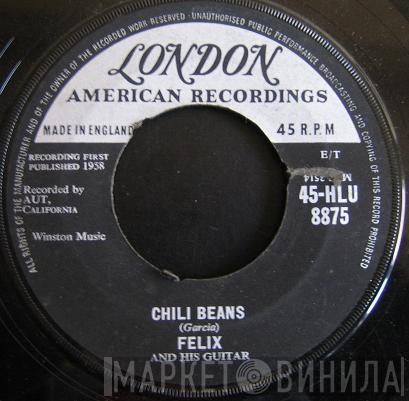 ALL RIGHTS OF THE MANUFACTURER AND OF THE OWNER OF THE RECORDED WORK RESERVED · UNAUTHORISED PUBLIC PERFORMANCE BROADCASTING AND COPYING OF THIS RECORD PROHIBITED
LONDON
AMERICAN RECORDINGS
MADE IN ENGLAND
45 R.P.M
RECORDING FIRST
PUBLISHED 1958
E/T
Recorded by
AUT,
CALIFORNIA
45-HLU
8875
Winston Music
CHILI BEANS
(Garcia)
FELIX
AND HIS GUITAR
МАРКЕТ ВИНИЛА